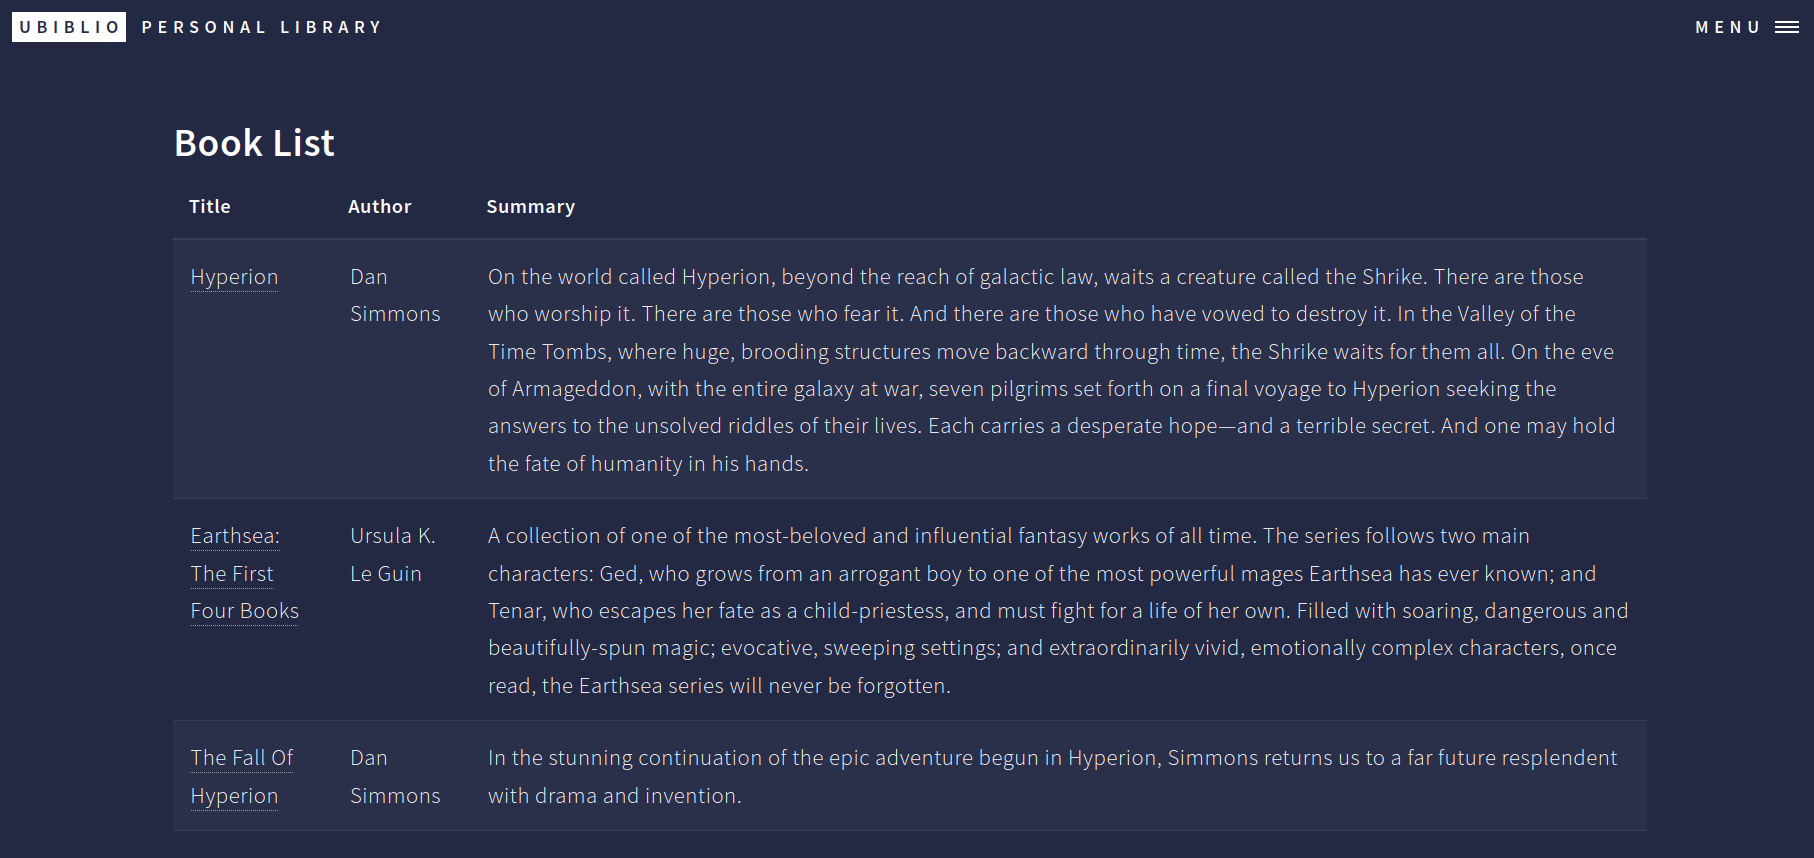 UBIBLIO PERSONAL LIBRARY
MENU
Book List
Title Author Summary
Hyperion
Dan
Simmons
On the world called Hyperion, beyond the reach of galactic law, waits a creature called the Shrike. There are those
who worship it. There are those who fear it. And there are those who have vowed to destroy it. In the Valley of the
Time Tombs, where huge, brooding structures move backward through time, the Shrike waits for them all. On the eve
of Armageddon, with the entire galaxy at war, seven pilgrims set forth on a final voyage to Hyperion seeking the
answers to the unsolved riddles of their lives. Each carries a desperate hope—and a terrible secret. And one may hold
the fate of humanity in his hands.
Earthsea:
The First
Four Books
Ursula K.
Le Guin
A collection of one of the most-beloved and influential fantasy works of all time. The series follows two main
characters: Ged, who grows from an arrogant boy to one of the most powerful mages Earthsea has ever known; and
Tenar, who escapes her fate as a child-priestess, and must fight for a life of her own. Filled with soaring, dangerous and
beautifully-spun magic; evocative, sweeping settings; and extraordinarily vivid, emotionally complex characters, once
read, the Earthsea series will never be forgotten.
The Fall Of
Hyperion
Dan
Simmons
In the stunning continuation of the epic adventure begun in Hyperion, Simmons returns us to a far future resplendent
with drama and invention.